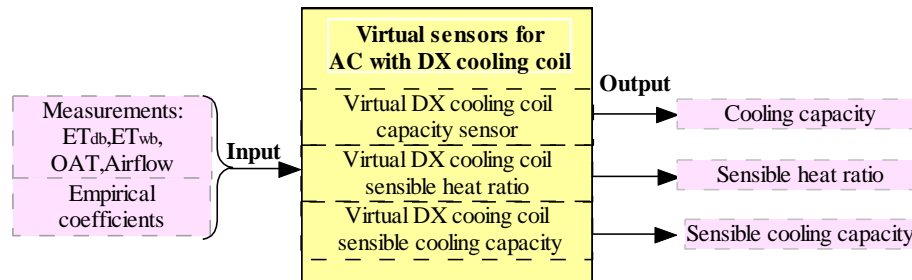 Measurements:
ETdb,ETwb,
OAT,Airflow
Empirical
coefficients
Input
Virtual sensors for
AC with DX cooling coil
Virtual DX cooling coil
capacity sensor
Virtual DX cooling coil
sensible heat ratio
Virtual DX cooing coil
sensible cooling capacity
Output
Cooling capacity
Sensible heat ratio
Sensible cooling capacity